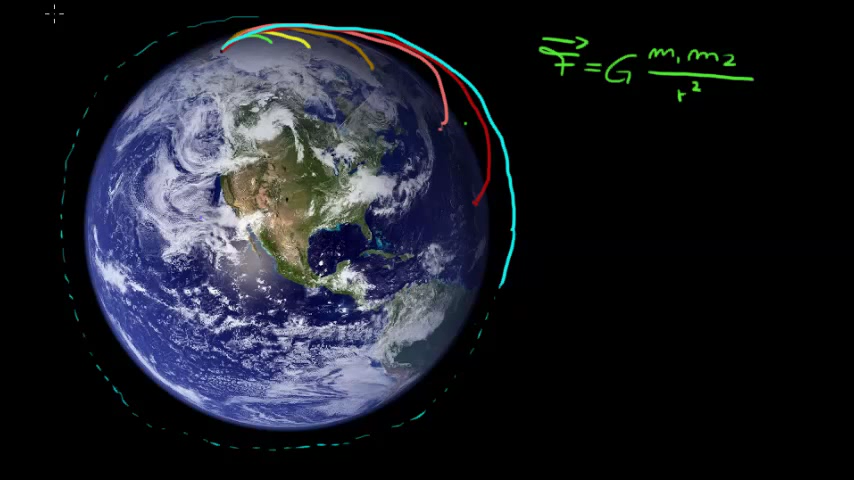 F = G m₁m₂ / r²